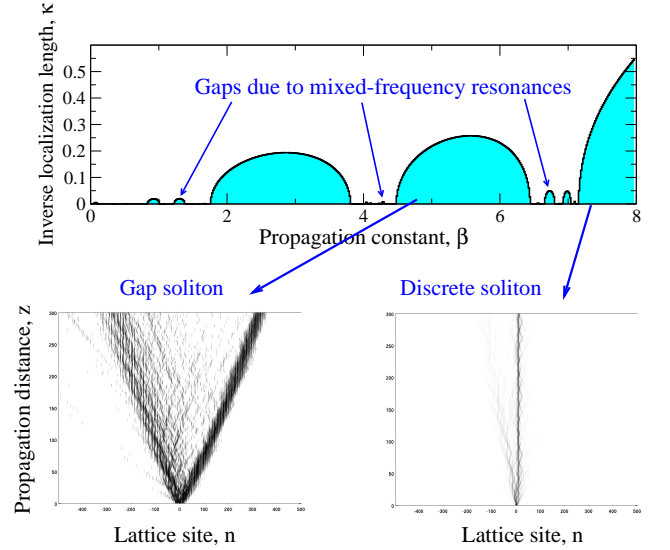 Inverse localization length, κ
0.5
0.4
0.3
0.2
0.1
0
Gaps due to mixed-frequency resonances
0 2 4 6 8
Propagation constant, β
Gap soliton
Discrete soliton
Propagation distance, z
300
250
200
150
100
50
0
-400 -300 -200 -100 0 100 200 300 400 500
Lattice site, n
300
250
200
150
100
50
0
-400 -300 -200 -100 0 100 200 300 400 500
Lattice site, n